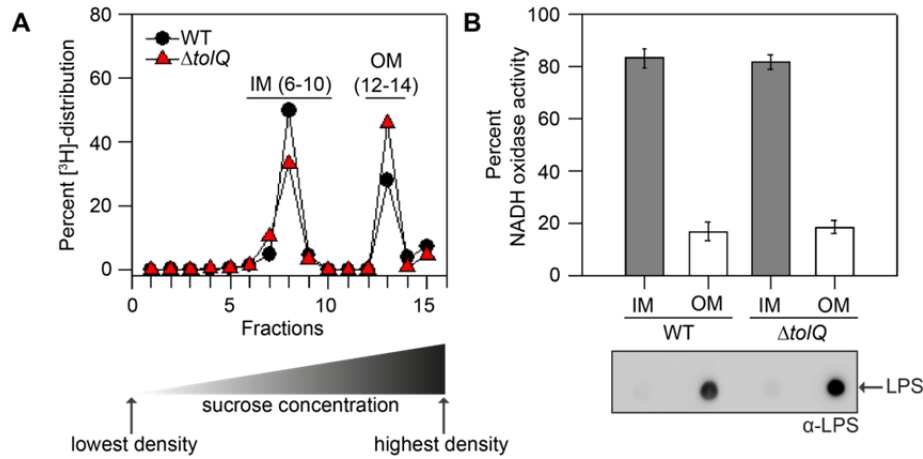 A
80
60
40
20
0
Percent [³H]-distribution
WT
ΔtolQ
IM (6-10)
OM
(12-14)
0 5 10 15
Fractions
sucrose concentration
lowest density
highest density
B
100
80
60
40
20
0
Percent
NADH oxidase activity
IM OM IM OM
WT ΔtolQ
LPS
α-LPS